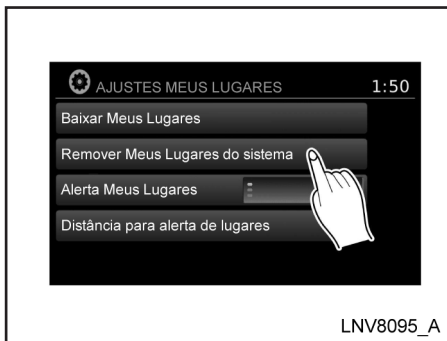 AJUSTES MEUS LUGARES 1:50
Baixar Meus Lugares
Remover Meus Lugares do sistema
Alerta Meus Lugares
Distância para alerta de lugares
LNV8095_A